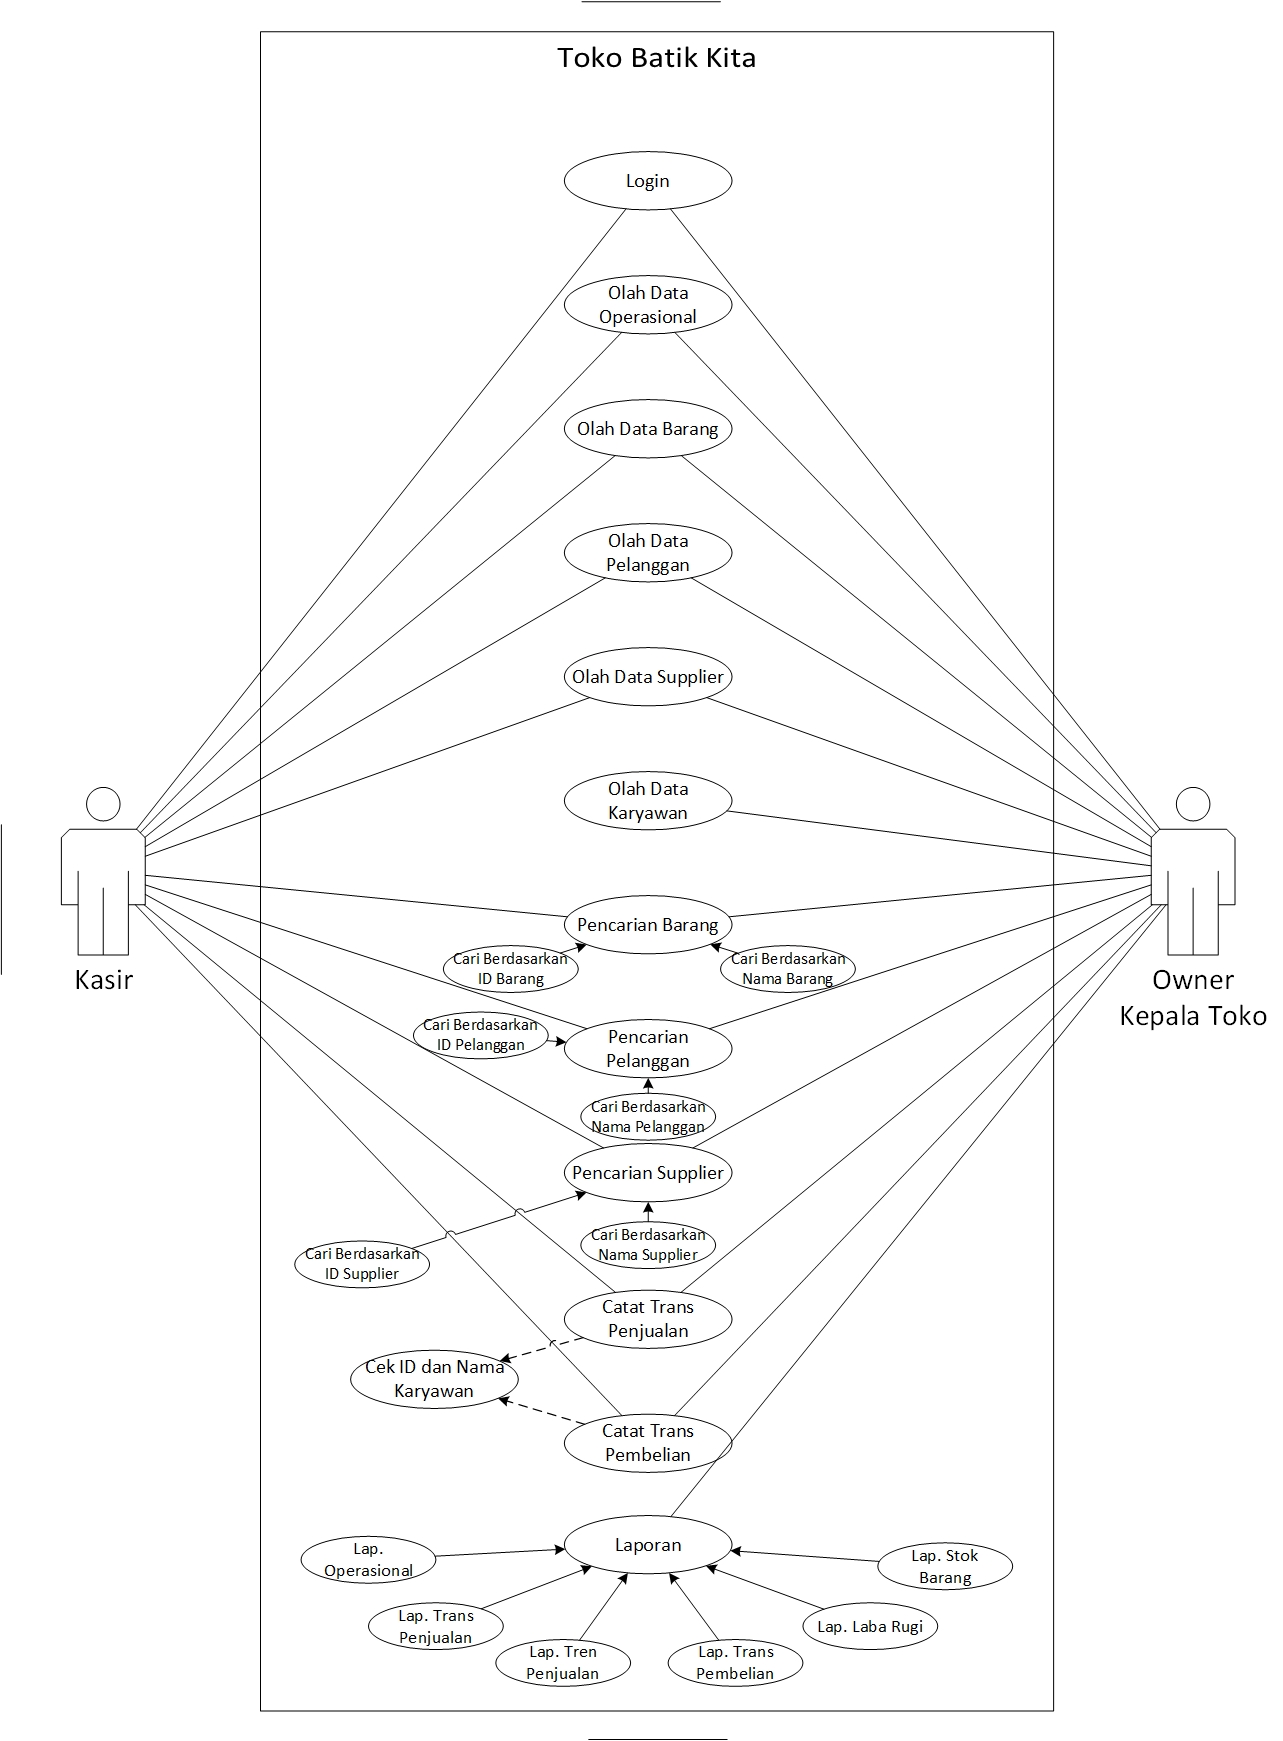 Toko Batik Kita
Login
Olah Data
Operasional
Olah Data Barang
Olah Data
Pelanggan
Olah Data Supplier
Olah Data
Karyawan
Kasir
Owner
Kepala Toko
Pencarian Barang
Cari Berdasarkan
ID Barang
Cari Berdasarkan
Nama Barang
Cari Berdasarkan
ID Pelanggan
Pencarian
Pelanggan
Cari Berdasarkan
Nama Pelanggan
Pencarian Supplier
Cari Berdasarkan
ID Supplier
Cari Berdasarkan
Nama Supplier
Catat Trans
Penjualan
Cek ID dan Nama
Karyawan
Catat Trans
Pembelian
Laporan
Lap.
Operasional
Lap. Trans
Penjualan
Lap. Tren
Penjualan
Lap. Trans
Pembelian
Lap. Laba Rugi
Lap. Stok
Barang